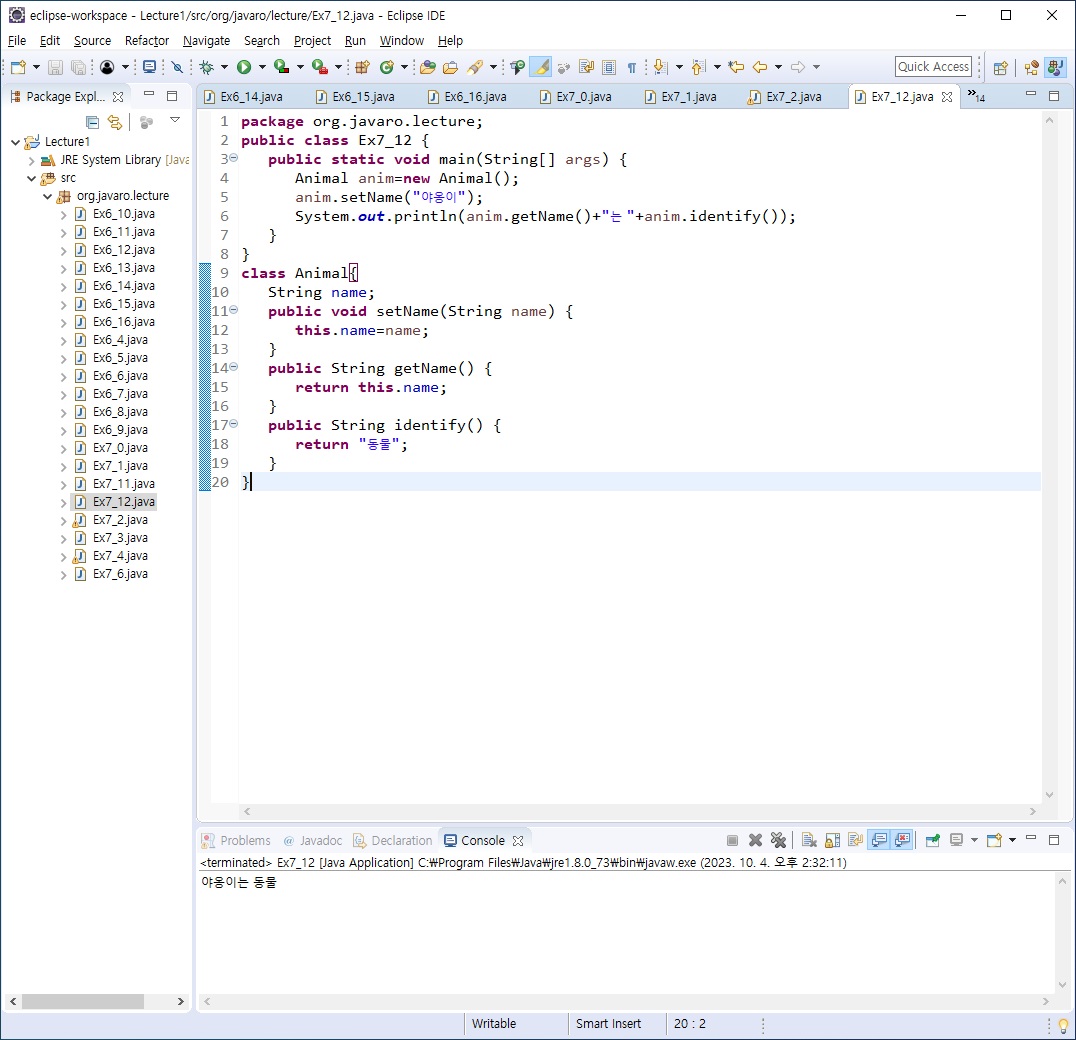 eclipse-workspace - Lecture1/src/org/javaro/lecture/Ex7_12.java - Eclipse IDE
File Edit Source Refactor Navigate Search Project Run Window Help
Quick Access
Package Expl...
Lecture1
JRE System Library [Java
src
org.javaro.lecture
Ex6_10.java
Ex6_11.java
Ex6_12.java
Ex6_13.java
Ex6_14.java
Ex6_15.java
Ex6_16.java
Ex6_4.java
Ex6_5.java
Ex6_6.java
Ex6_7.java
Ex6_8.java
Ex6_9.java
Ex7_0.java
Ex7_1.java
Ex7_11.java
Ex7_12.java
Ex7_2.java
Ex7_3.java
Ex7_4.java
Ex7_6.java
Ex6_14.java Ex6_15.java Ex6_16.java Ex7_0.java Ex7_1.java Ex7_2.java Ex7_12.java »14
1 package org.javaro.lecture;
2 public class Ex7_12 {
3 public static void main(String[] args) {
4 Animal anim=new Animal();
5 anim.setName("야옹이");
6 System.out.println(anim.getName()+"는 "+anim.identify());
7 }
8 }
9 class Animal{
10 String name;
11 public void setName(String name) {
12 this.name=name;
13 }
14 public String getName() {
15 return this.name;
16 }
17 public String identify() {
18 return "동물";
19 }
20 }
Problems @ Javadoc Declaration Console
<terminated> Ex7_12 [Java Application] C:₩Program Files₩Java₩jre1.8.0_73₩bin₩javaw.exe (2023. 10. 4. 오후 2:32:11)
야옹이는 동물
Writable Smart Insert 20 : 2